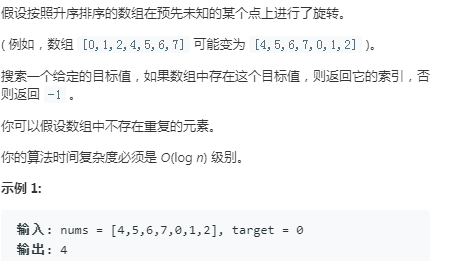 假设按照升序排序的数组在预先未知的某个点上进行了旋转。
( 例如，数组 [0,1,2,4,5,6,7] 可能变为 [4,5,6,7,0,1,2] )。
搜索一个给定的目标值，如果数组中存在这个目标值，则返回它的索引，否
则返回 -1 。
你可以假设数组中不存在重复的元素。
你的算法时间复杂度必须是 O(log n) 级别。
示例 1:
输入: nums = [4,5,6,7,0,1,2], target = 0
输出: 4